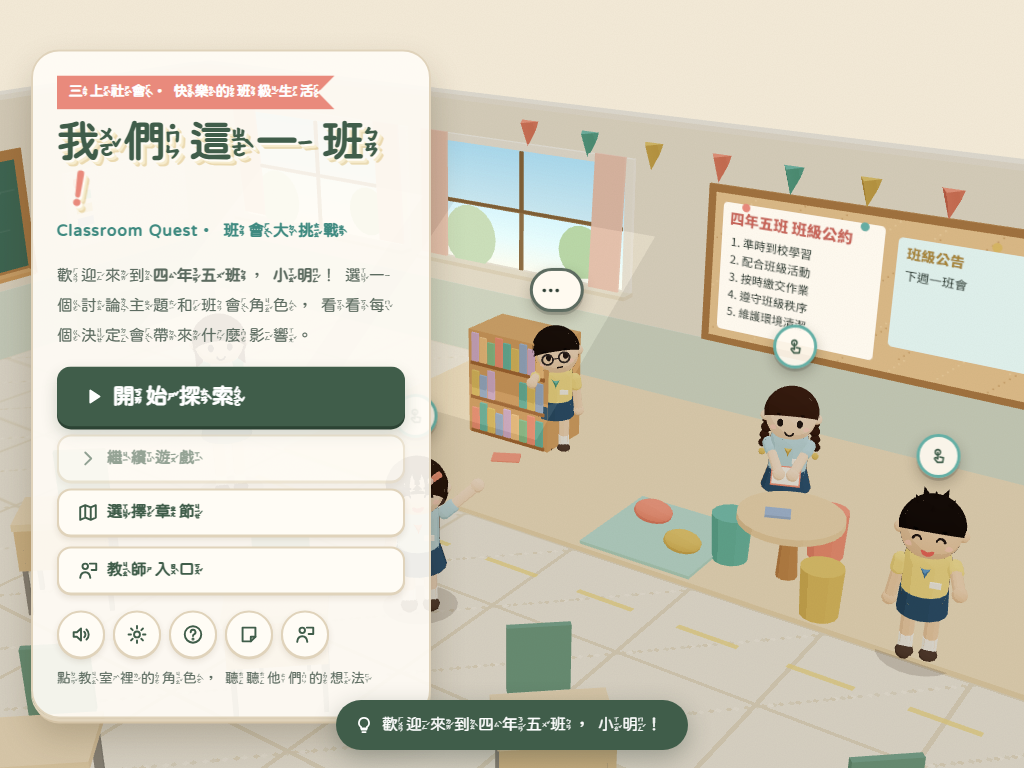 三上社會・ 快樂的班級生活
我們這一班
!
Classroom Quest・ 班會大挑戰
歡迎來到四年五班，小明！ 選一
個討論主題和班會角色， 看看每
個決定會帶來什麼影響。
開始探索
繼續遊戲
選擇章節
教師入口
點教室裡的角色， 聽聽他們的想法
四年五班 班級公約
1. 準時到校學習
2. 配合班級活動
3. 按時繳交作業
4. 遵守班級秩序
5. 維護環境清潔
班級公告
下週一班會
歡迎來到四年五班， 小明！